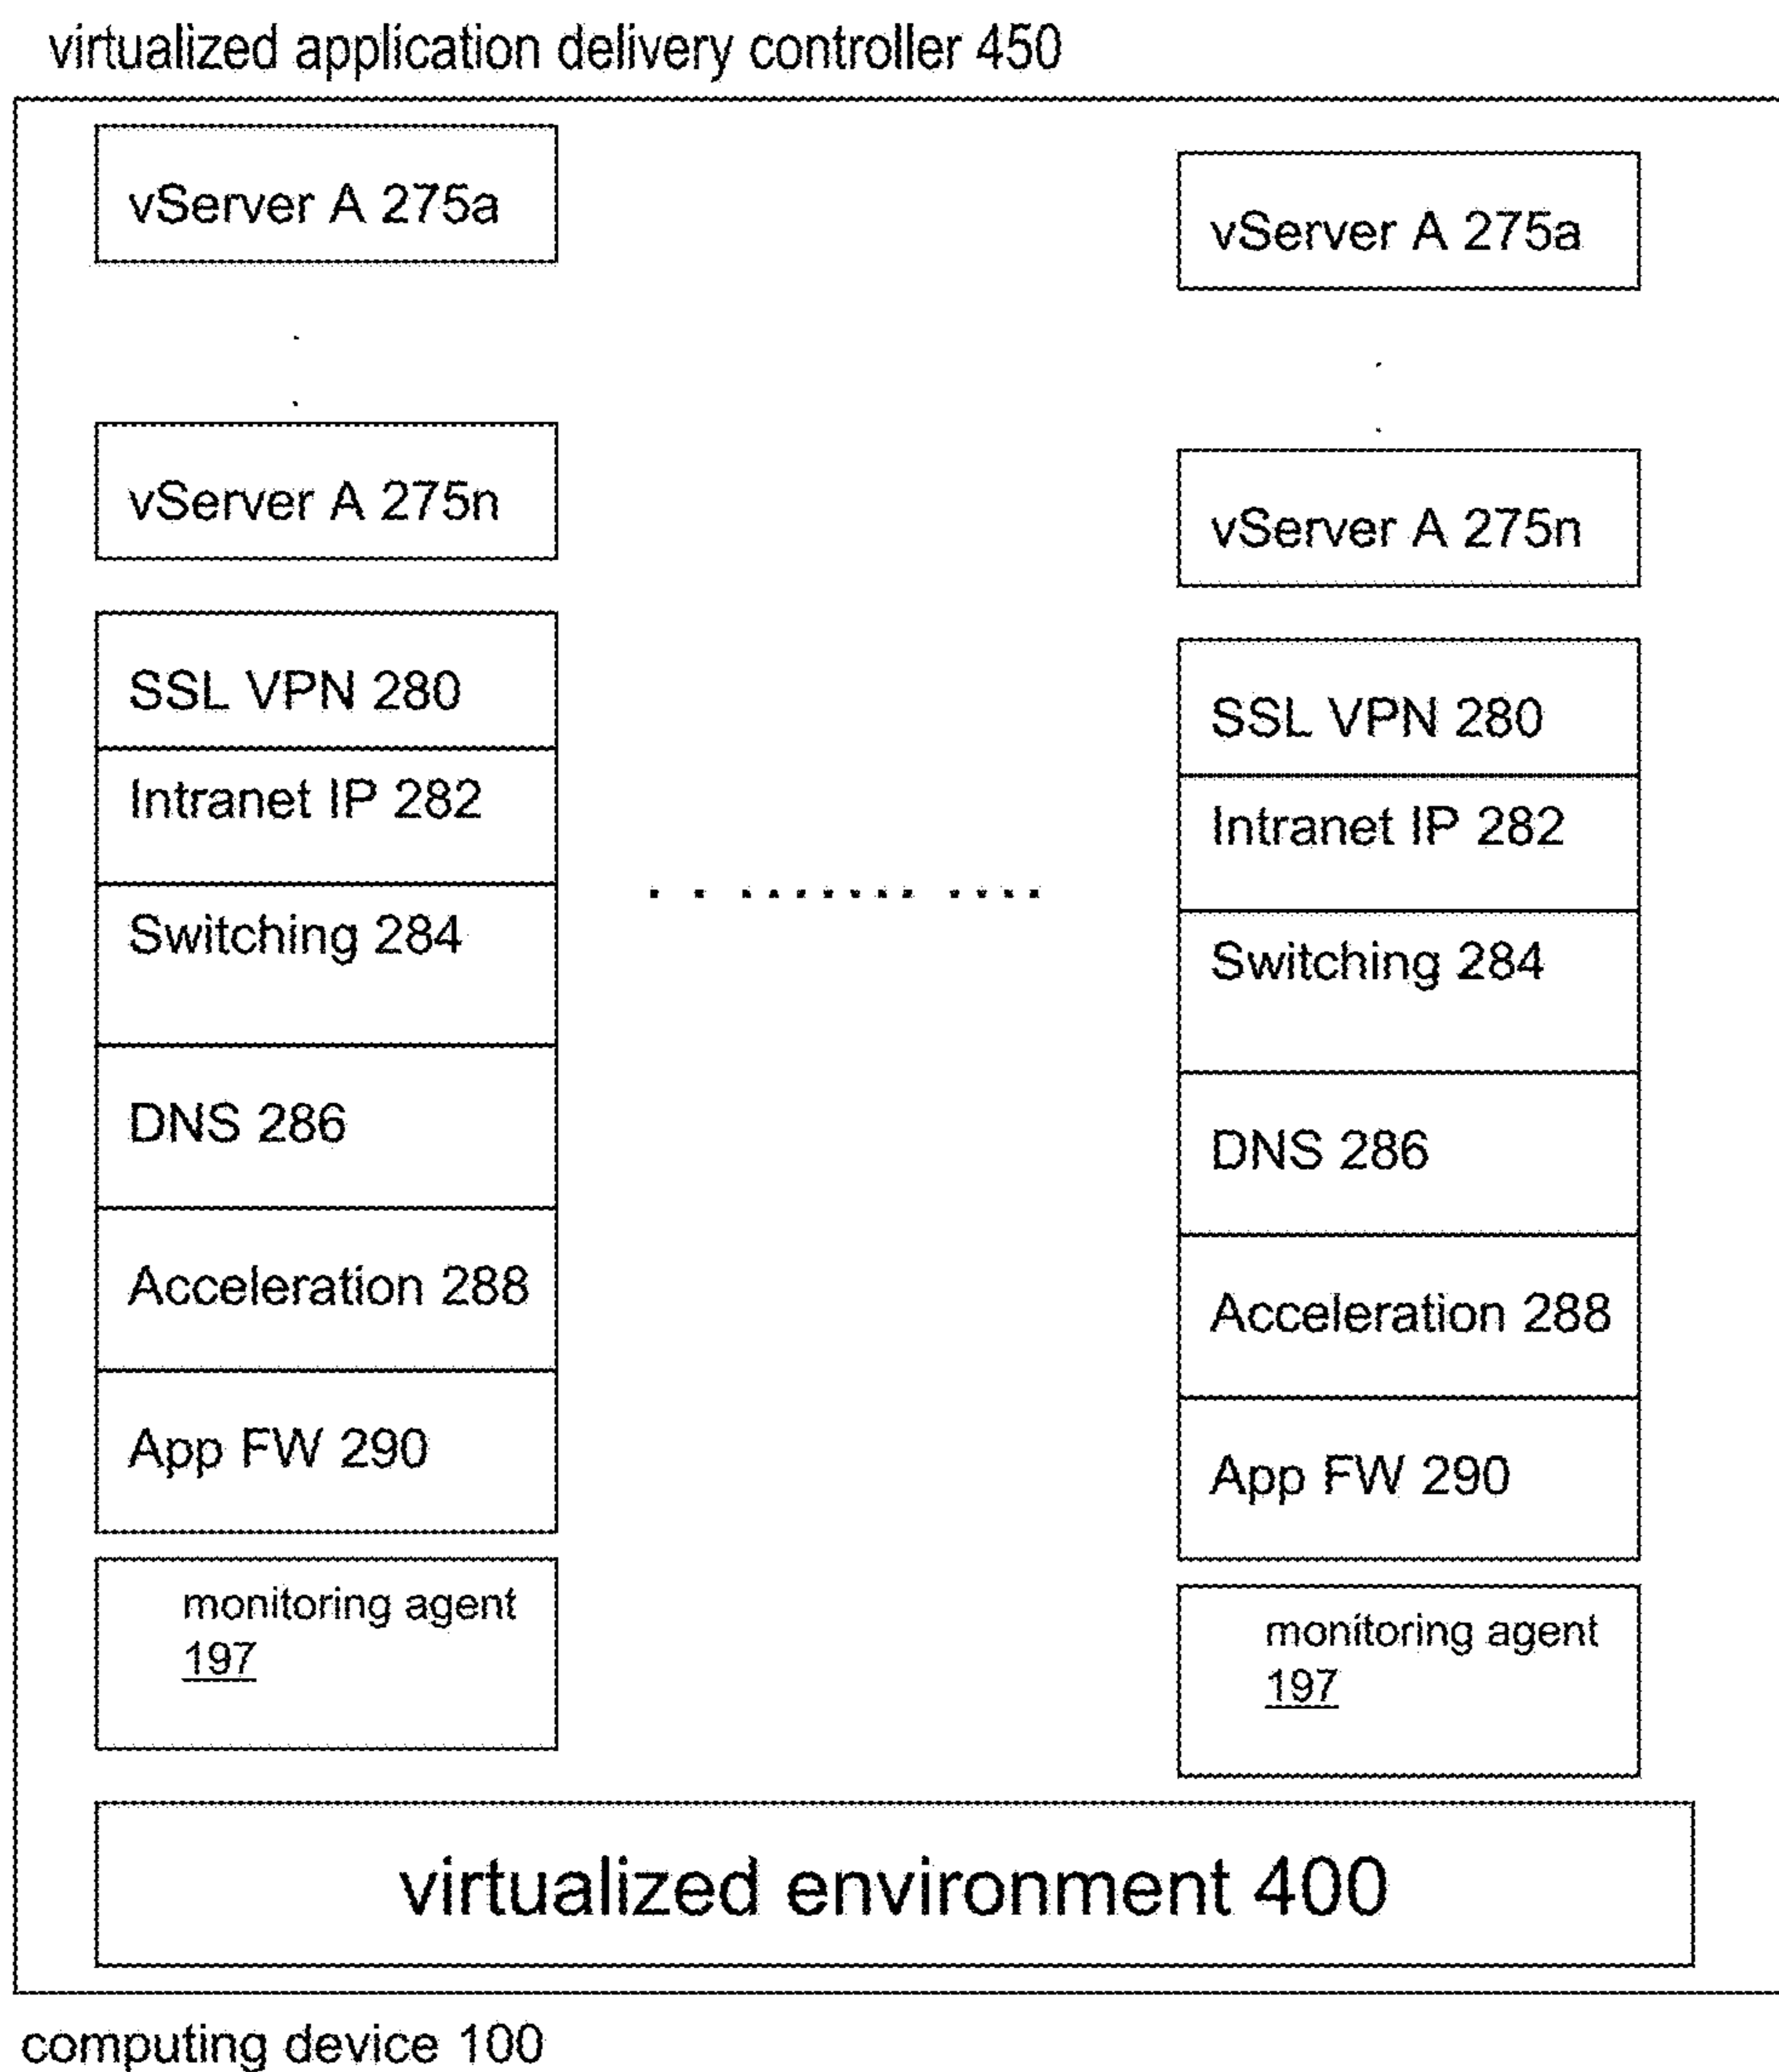 virtualized application delivery controller 450
vServer A 275a
vServer A 275n
SSL VPN 280
Intranet IP 282
Switching 284
DNS 286
Acceleration 288
App FW 290
monitoring agent
197
vServer A 275a
vServer A 275n
SSL VPN 280
Intranet IP 282
Switching 284
DNS 286
Acceleration 288
App FW 290
monitoring agent
197
virtualized environment 400
computing device 100